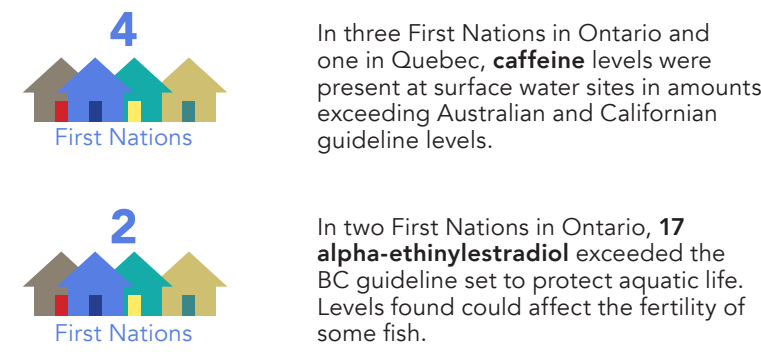 4
First Nations
In three First Nations in Ontario and
one in Quebec, caffeine levels were
present at surface water sites in amounts
exceeding Australian and Californian
guideline levels.
2
First Nations
In two First Nations in Ontario, 17
alpha-ethinylestradiol exceeded the
BC guideline set to protect aquatic life.
Levels found could affect the fertility of
some fish.